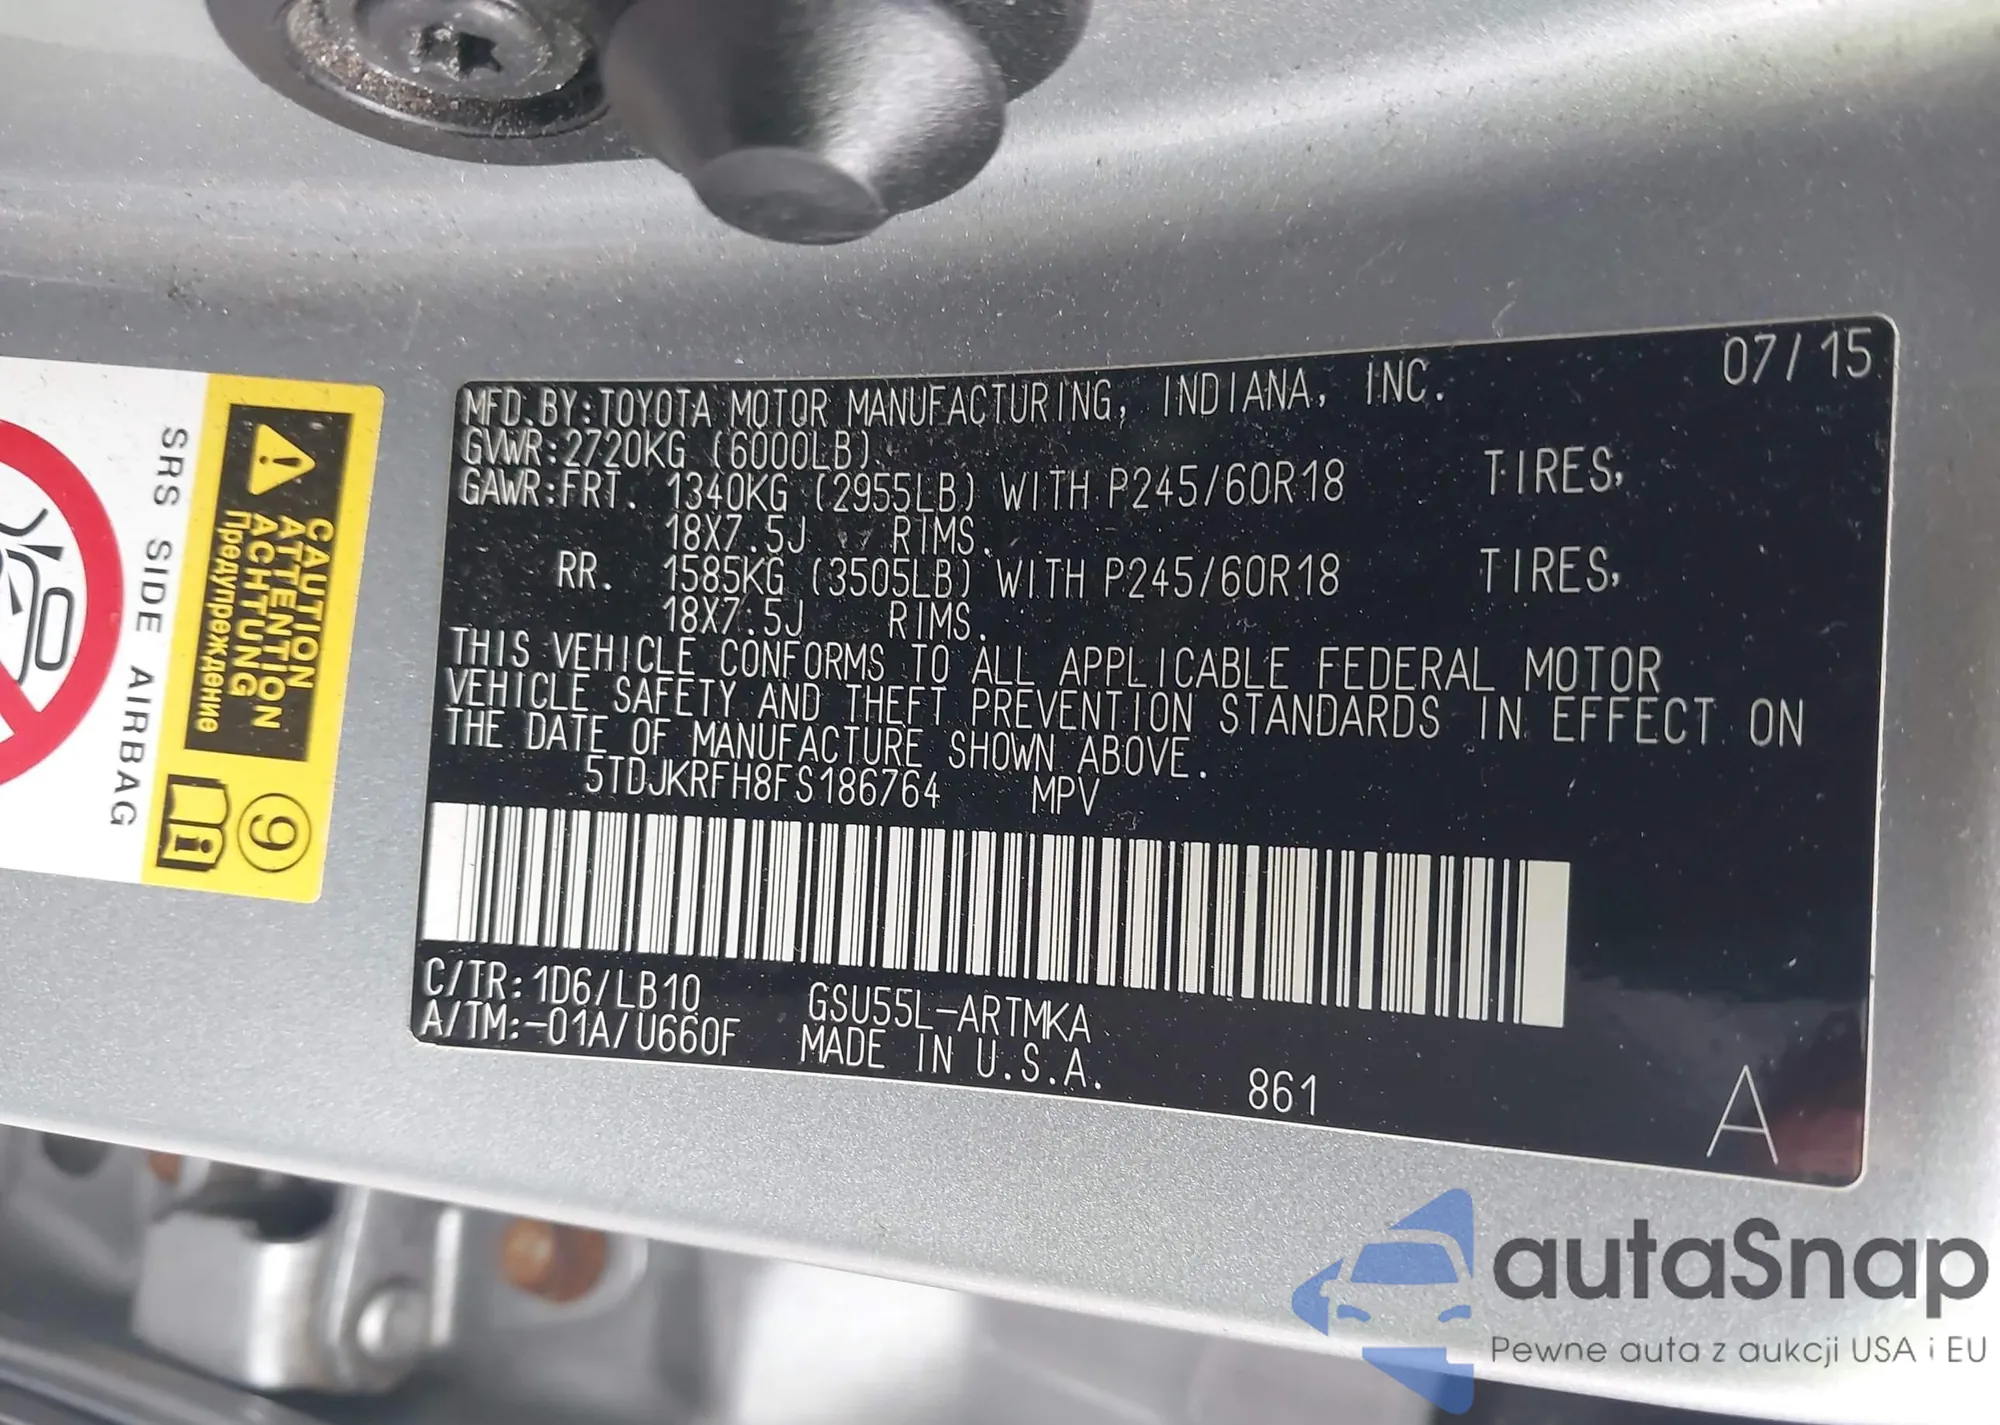 07/15
MFD.BY:TOYOTA MOTOR MANUFACTURING, INDIANA, INC.
GVWR:2720KG (6000LB)
GAWR:FRT. 1340KG (2955LB) WITH P245/60R18 TIRES,
18X7.5J RIMS.
RR. 1585KG (3505LB) WITH P245/60R18 TIRES,
18X7.5J RIMS.
THIS VEHICLE CONFORMS TO ALL APPLICABLE FEDERAL MOTOR
VEHICLE SAFETY AND THEFT PREVENTION STANDARDS IN EFFECT ON
THE DATE OF MANUFACTURE SHOWN ABOVE.
5TDJKRFH8FS186764 MPV
C/TR:1D6/LB10 GSU55L-ARTMKA
A/TM:-01A/U660F MADE IN U.S.A.
861
A
CAUTION
ATTENTION
ACHTUNG
Предупреждение
9
SRS SIDE AIRBAG
autaSnap
Pewne auta z aukcji USA i EU